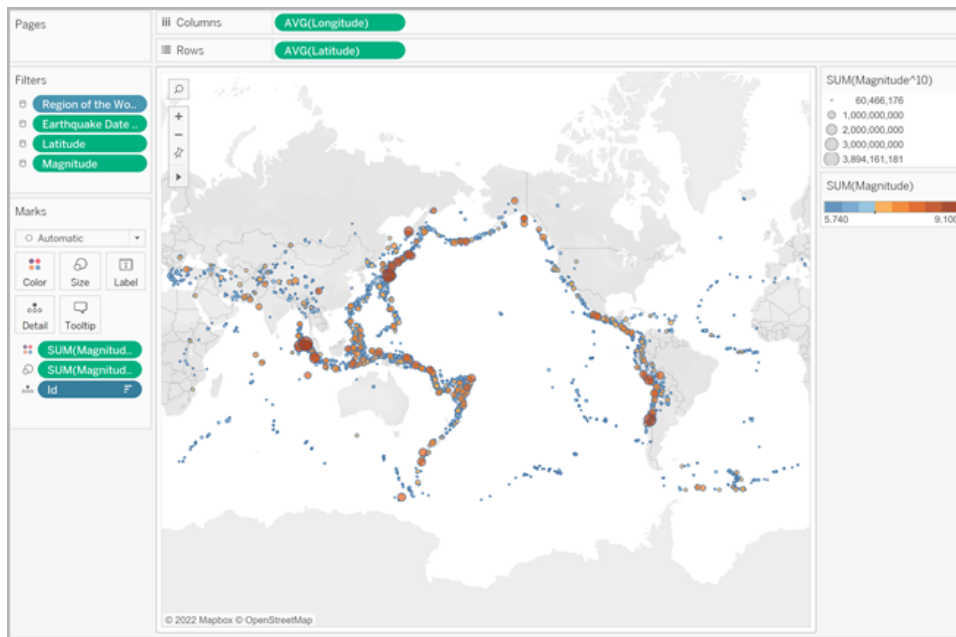 Pages
Columns
AVG(Longitude)
Rows
AVG(Latitude)
Filters
Region of the Wo..
Earthquake Date ..
Latitude
Magnitude
Marks
Automatic
Color
Size
Label
Detail
Tooltip
SUM(Magnitud..
SUM(Magnitud..
Id
© 2022 Mapbox © OpenStreetMap
SUM(Magnitude^10)
60,466,176
1,000,000,000
2,000,000,000
3,000,000,000
3,894,161,181
SUM(Magnitude)
5.740 9.100